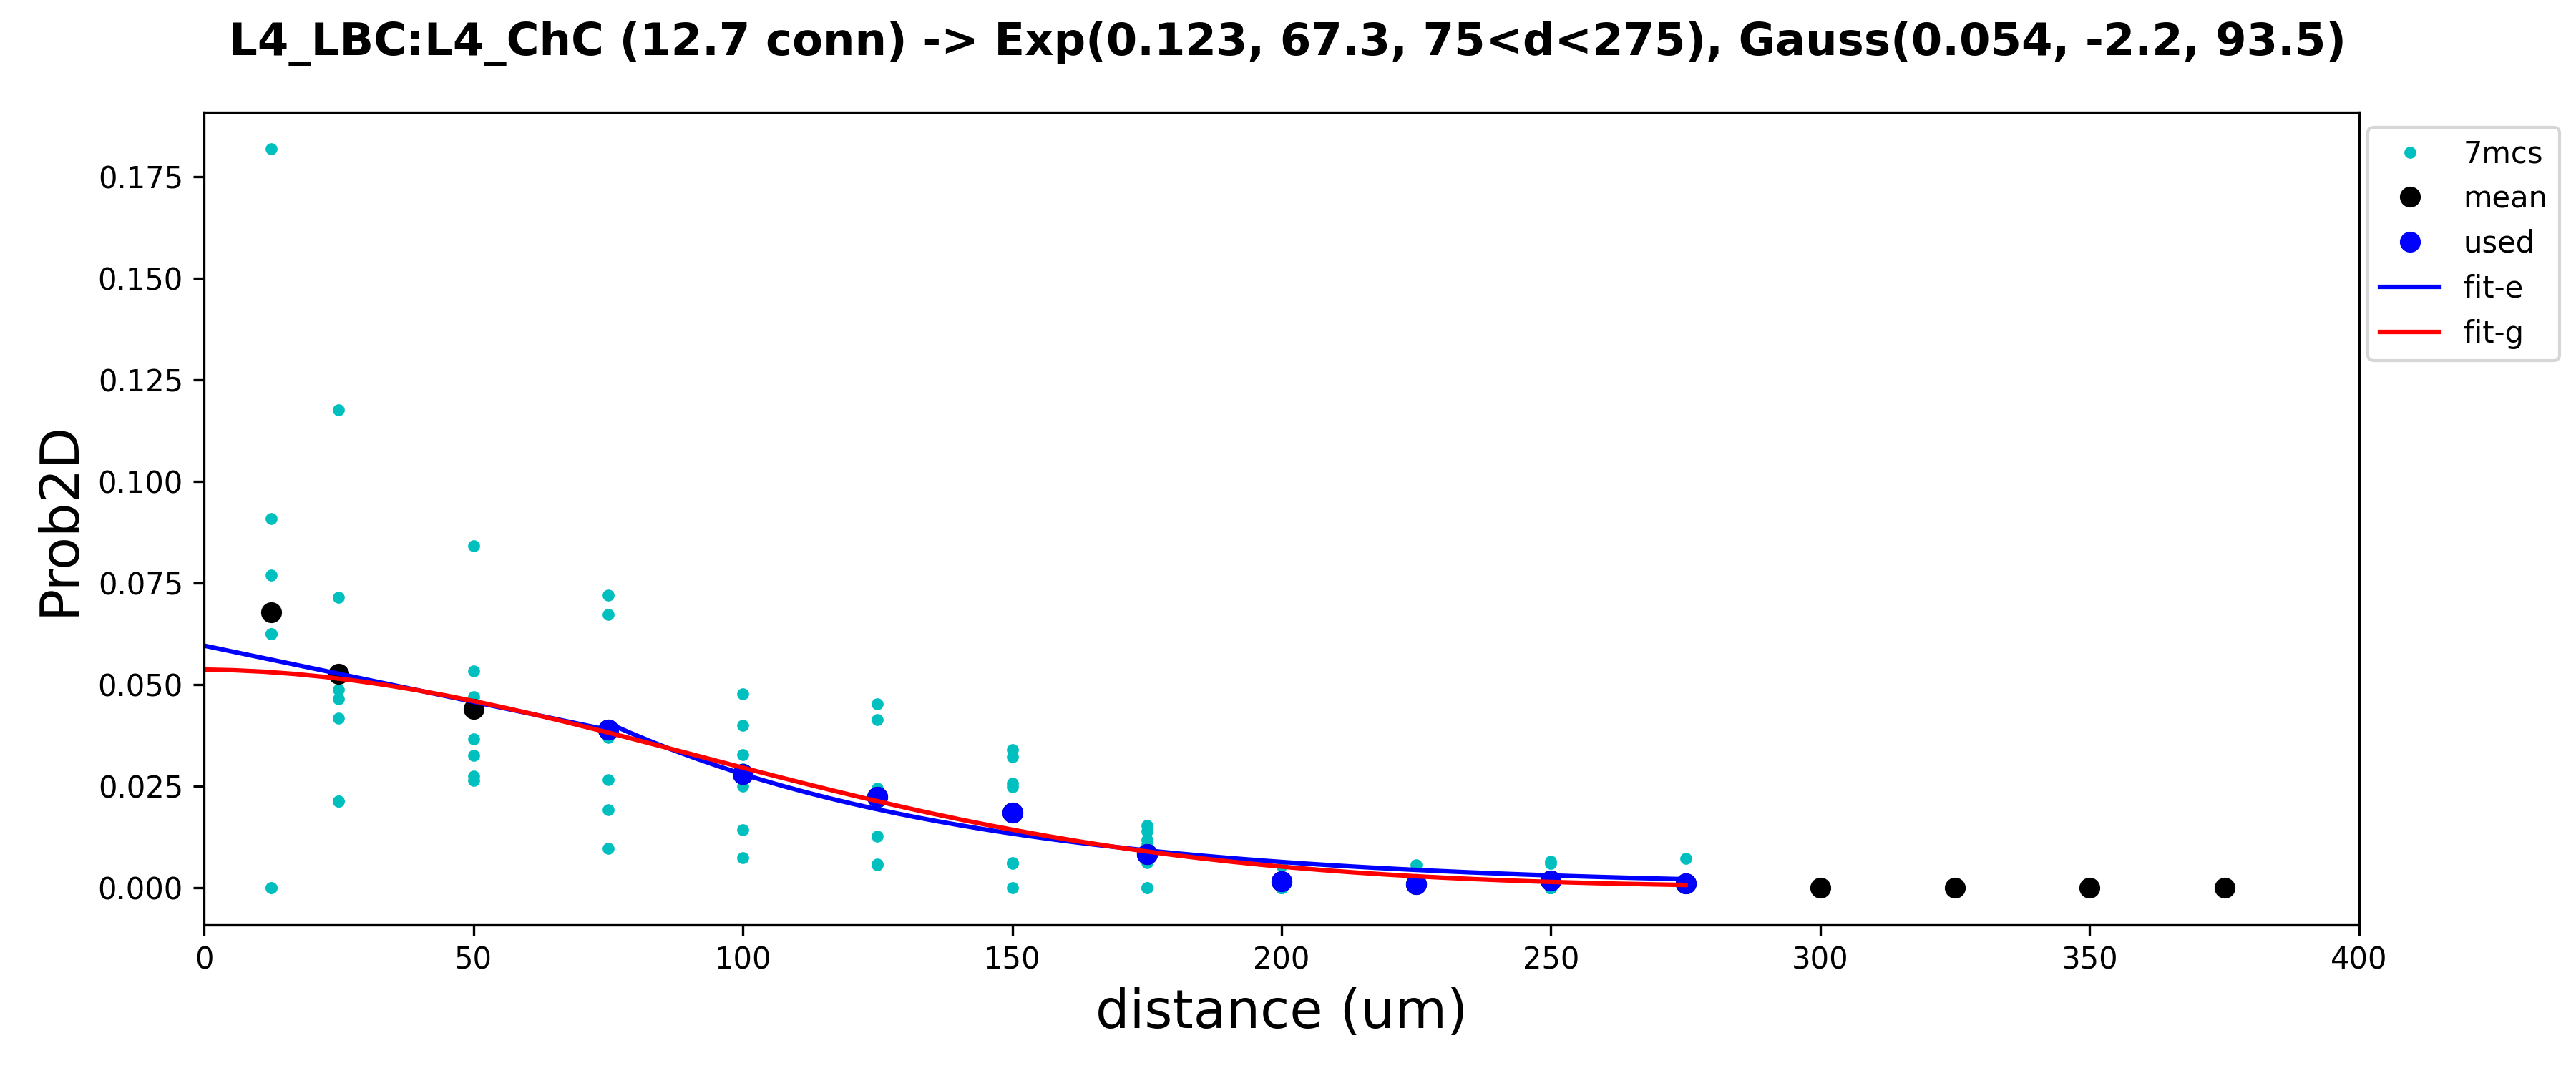 L4_LBC:L4_ChC (12.7 conn) -> Exp(0.123, 67.3, 75<d<275), Gauss(0.054, -2.2, 93.5)
7mcs
mean
used
fit-e
fit-g
Prob2D
0.175
0.150
0.125
0.100
0.075
0.050
0.025
0.000
0 50 100 150 200 250 300 350 400
distance (um)